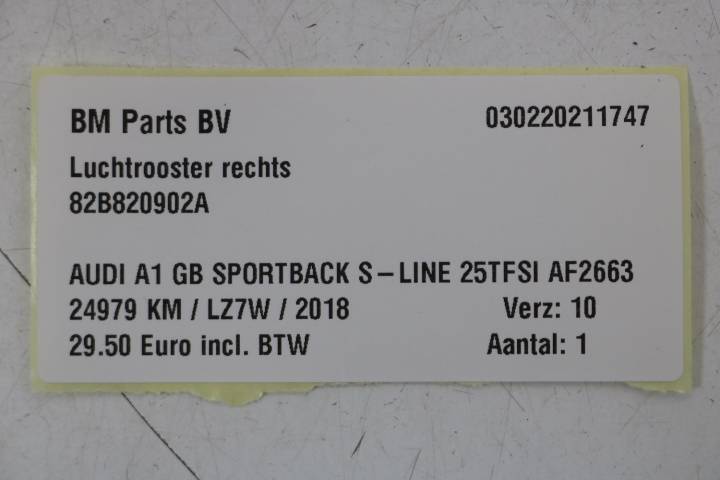 BM Parts BV 030220211747
Luchtrooster rechts
82B820902A
AUDI A1 GB SPORTBACK S-LINE 25TFSI AF2663
24979 KM / LZ7W / 2018 Verz: 10
29.50 Euro incl. BTW Aantal: 1